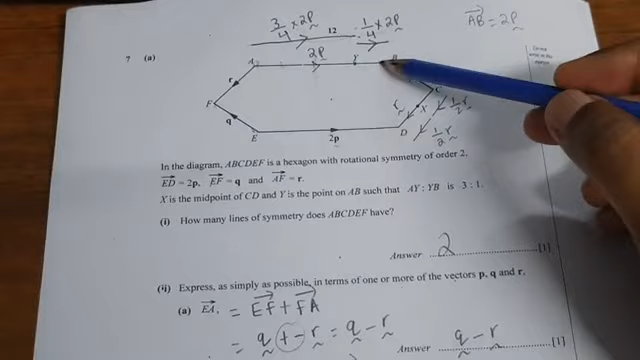 3/4 × 2p 12 1/4 × 2p AB = 2p
7 (a)
A 2p Y B
r C
F r X 1/2 r
q 1/2 r
E 2p D
In the diagram, ABCDEF is a hexagon with rotational symmetry of order 2.
ED = 2p, EF = q and AF = r.
X is the midpoint of CD and Y is the point on AB such that AY : YB is 3 : 1.
(i) How many lines of symmetry does ABCDEF have?
Answer 2 [1]
(ii) Express, as simply as possible, in terms of one or more of the vectors p, q and r.
(a) EA, = EF + FA
= q + - r = q - r
Answer q - r [1]